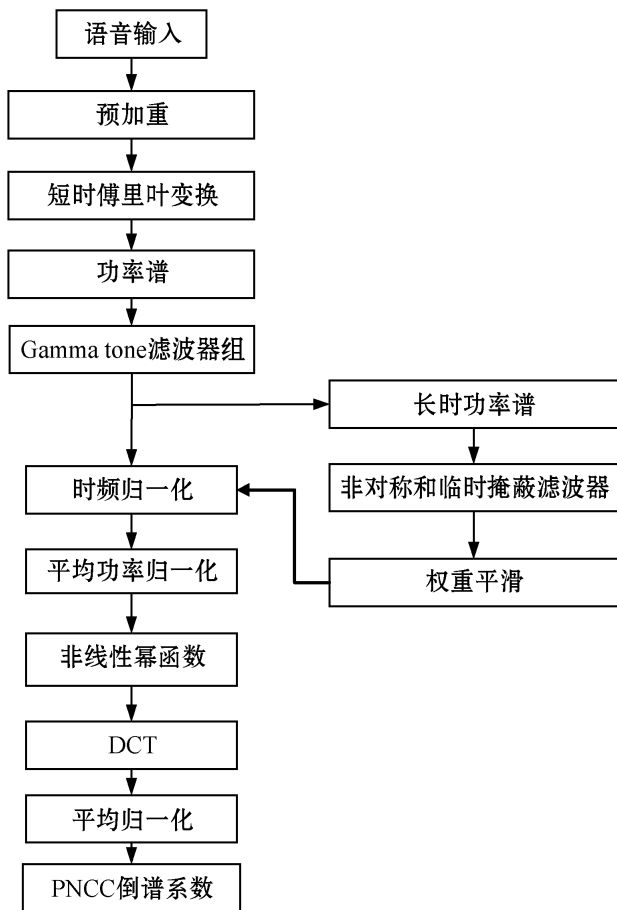 语音输入
预加重
短时傅里叶变换
功率谱
Gamma tone滤波器组
长时功率谱
非对称和临时掩蔽滤波器
权重平滑
时频归一化
平均功率归一化
非线性幂函数
DCT
平均归一化
PNCC倒谱系数